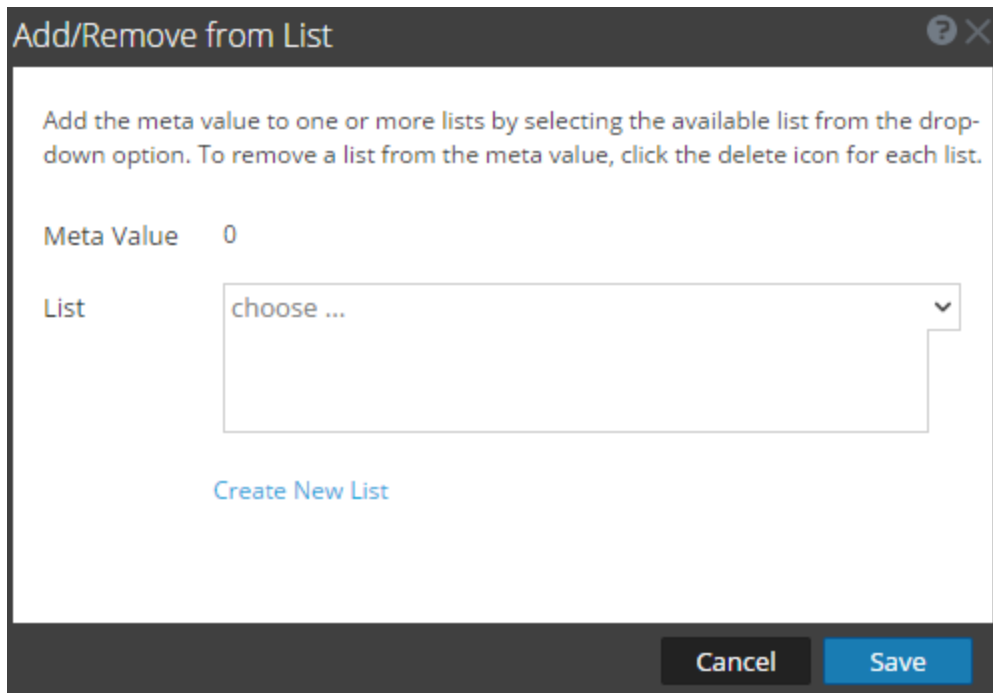 Add/Remove from List
?
Add the meta value to one or more lists by selecting the available list from the drop-
down option. To remove a list from the meta value, click the delete icon for each list.
Meta Value 0
List choose ...
Create New List
Cancel Save